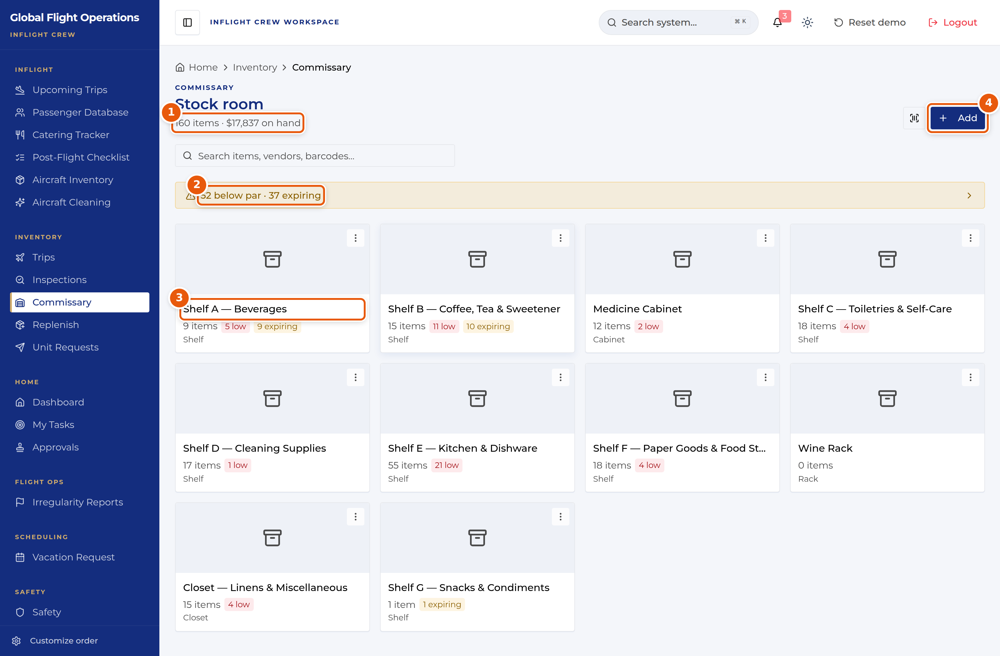 Global Flight Operations
INFLIGHT CREW
INFLIGHT
Upcoming Trips
Passenger Database
Catering Tracker
Post-Flight Checklist
Aircraft Inventory
Aircraft Cleaning
INVENTORY
Trips
Inspections
Commissary
Replenish
Unit Requests
HOME
Dashboard
My Tasks
Approvals
FLIGHT OPS
Irregularity Reports
SCHEDULING
Vacation Request
SAFETY
Safety
Customize order
INFLIGHT CREW WORKSPACE
Search system...
⌘ K
3
Reset demo
Logout
Home > Inventory > Commissary
COMMISSARY
Stock room
1
160 items · $17,837 on hand
4
Add
Search items, vendors, barcodes...
2
52 below par · 37 expiring
3
Shelf A — Beverages
9 items 5 low 9 expiring
Shelf
Shelf B — Coffee, Tea & Sweetener
15 items 11 low 10 expiring
Shelf
Medicine Cabinet
12 items 2 low
Cabinet
Shelf C — Toiletries & Self-Care
18 items 4 low
Shelf
Shelf D — Cleaning Supplies
17 items 1 low
Shelf
Shelf E — Kitchen & Dishware
55 items 21 low
Shelf
Shelf F — Paper Goods & Food St...
18 items 4 low
Shelf
Wine Rack
0 items
Rack
Closet — Linens & Miscellaneous
15 items 4 low
Closet
Shelf G — Snacks & Condiments
1 item 1 expiring
Shelf